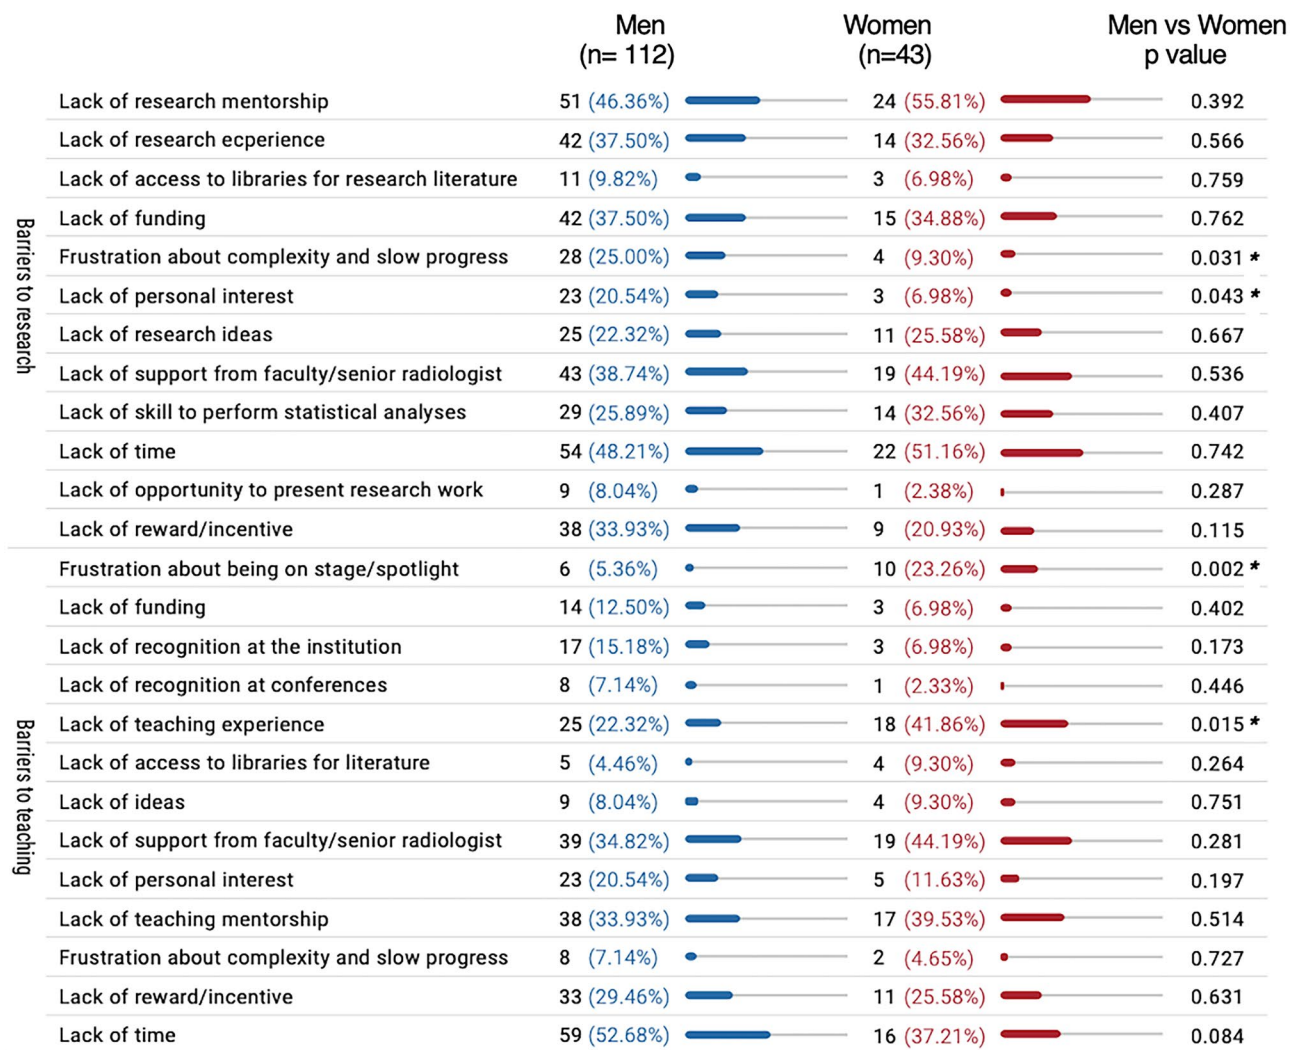 Men Women Men vs Women
(n= 112) (n=43) p value
Barriers to research
Lack of research mentorship 51 (46.36%) 24 (55.81%) 0.392
Lack of research ecperience 42 (37.50%) 14 (32.56%) 0.566
Lack of access to libraries for research literature 11 (9.82%) 3 (6.98%) 0.759
Lack of funding 42 (37.50%) 15 (34.88%) 0.762
Frustration about complexity and slow progress 28 (25.00%) 4 (9.30%) 0.031 *
Lack of personal interest 23 (20.54%) 3 (6.98%) 0.043 *
Lack of research ideas 25 (22.32%) 11 (25.58%) 0.667
Lack of support from faculty/senior radiologist 43 (38.74%) 19 (44.19%) 0.536
Lack of skill to perform statistical analyses 29 (25.89%) 14 (32.56%) 0.407
Lack of time 54 (48.21%) 22 (51.16%) 0.742
Lack of opportunity to present research work 9 (8.04%) 1 (2.38%) 0.287
Lack of reward/incentive 38 (33.93%) 9 (20.93%) 0.115
Barriers to teaching
Frustration about being on stage/spotlight 6 (5.36%) 10 (23.26%) 0.002 *
Lack of funding 14 (12.50%) 3 (6.98%) 0.402
Lack of recognition at the institution 17 (15.18%) 3 (6.98%) 0.173
Lack of recognition at conferences 8 (7.14%) 1 (2.33%) 0.446
Lack of teaching experience 25 (22.32%) 18 (41.86%) 0.015 *
Lack of access to libraries for literature 5 (4.46%) 4 (9.30%) 0.264
Lack of ideas 9 (8.04%) 4 (9.30%) 0.751
Lack of support from faculty/senior radiologist 39 (34.82%) 19 (44.19%) 0.281
Lack of personal interest 23 (20.54%) 5 (11.63%) 0.197
Lack of teaching mentorship 38 (33.93%) 17 (39.53%) 0.514
Frustration about complexity and slow progress 8 (7.14%) 2 (4.65%) 0.727
Lack of reward/incentive 33 (29.46%) 11 (25.58%) 0.631
Lack of time 59 (52.68%) 16 (37.21%) 0.084